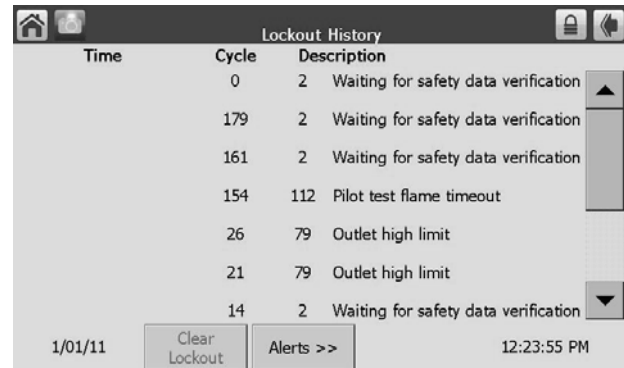 Lockout History
Time Cycle Description
0 2 Waiting for safety data verification
179 2 Waiting for safety data verification
161 2 Waiting for safety data verification
154 112 Pilot test flame timeout
26 79 Outlet high limit
21 79 Outlet high limit
14 2 Waiting for safety data verification
1/01/11 Clear Lockout Alerts >> 12:23:55 PM